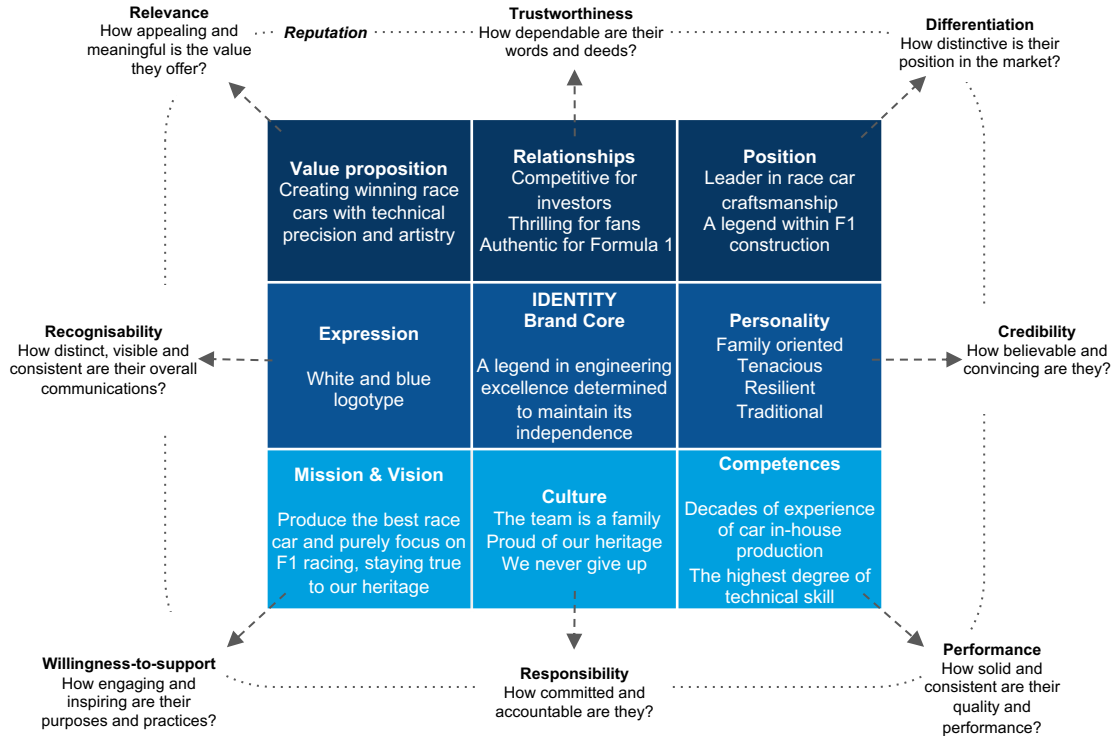 Relevance
How appealing and
meaningful is the value
they offer?
Reputation
Trustworthiness
How dependable are their
words and deeds?
Differentiation
How distinctive is their
position in the market?
Value proposition
Creating winning race
cars with technical
precision and artistry
Relationships
Competitive for
investors
Thrilling for fans
Authentic for Formula 1
Position
Leader in race car
craftsmanship
A legend within F1
construction
Recognisability
How distinct, visible and
consistent are their overall
communications?
Expression
White and blue
logotype
IDENTITY
Brand Core
A legend in engineering
excellence determined
to maintain its
independence
Personality
Family oriented
Tenacious
Resilient
Traditional
Credibility
How believable and
convincing are they?
Mission & Vision
Produce the best race
car and purely focus on
F1 racing, staying true
to our heritage
Culture
The team is a family
Proud of our heritage
We never give up
Competences
Decades of experience
of car in-house
production
The highest degree of
technical skill
Willingness-to-support
How engaging and
inspiring are their
purposes and practices?
Responsibility
How committed and
accountable are they?
Performance
How solid and
consistent are their
quality and
performance?